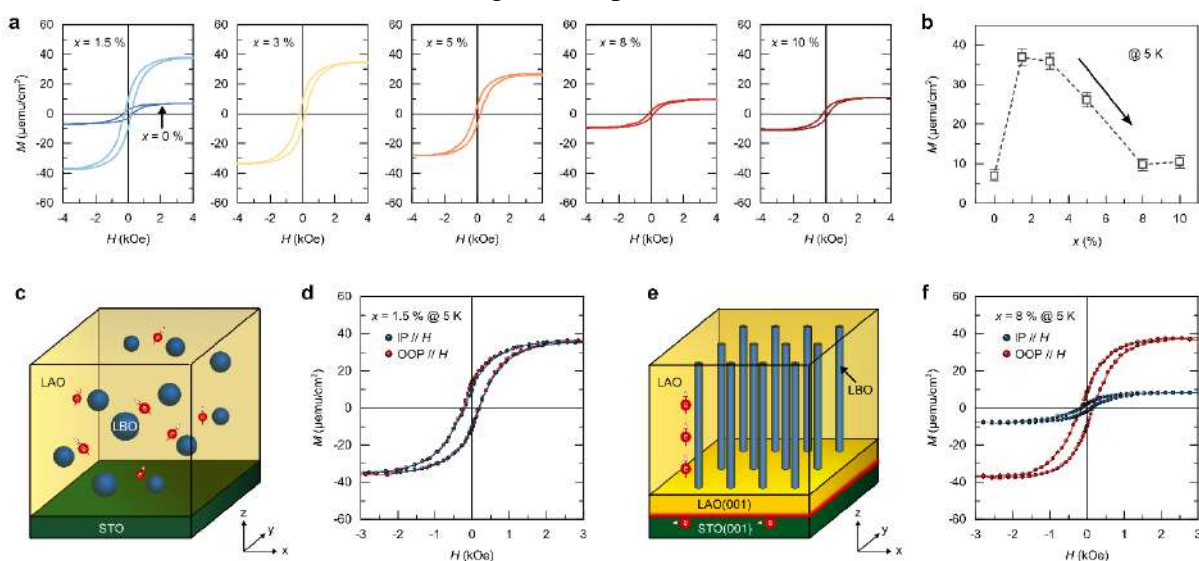 a
x = 1.5 %
x = 3 %
x = 5 %
x = 8 %
x = 10 %
x = 0 %
60
40
20
0
-20
-40
-60
M (μemu/cm²)
-4 -2 0 2 4
-4 -2 0 2 4
-4 -2 0 2 4
-4 -2 0 2 4
-4 -2 0 2 4
H (kOe)
H (kOe)
H (kOe)
H (kOe)
H (kOe)
b
@ 5 K
40
30
20
10
0
M (μemu/cm²)
0 2 4 6 8 10
x (%)
c
LAO
LBO
STO
z
y
x
d
x = 1.5 % @ 5 K
IP // H
OOP // H
60
40
20
0
-20
-40
-60
M (μemu/cm²)
-3 -2 -1 0 1 2 3
H (kOe)
e
LAO
LBO
LAO(001)
STO(001)
z
y
x
f
x = 8 % @ 5 K
IP // H
OOP // H
60
40
20
0
-20
-40
-60
M (μemu/cm²)
-3 -2 -1 0 1 2 3
H (kOe)